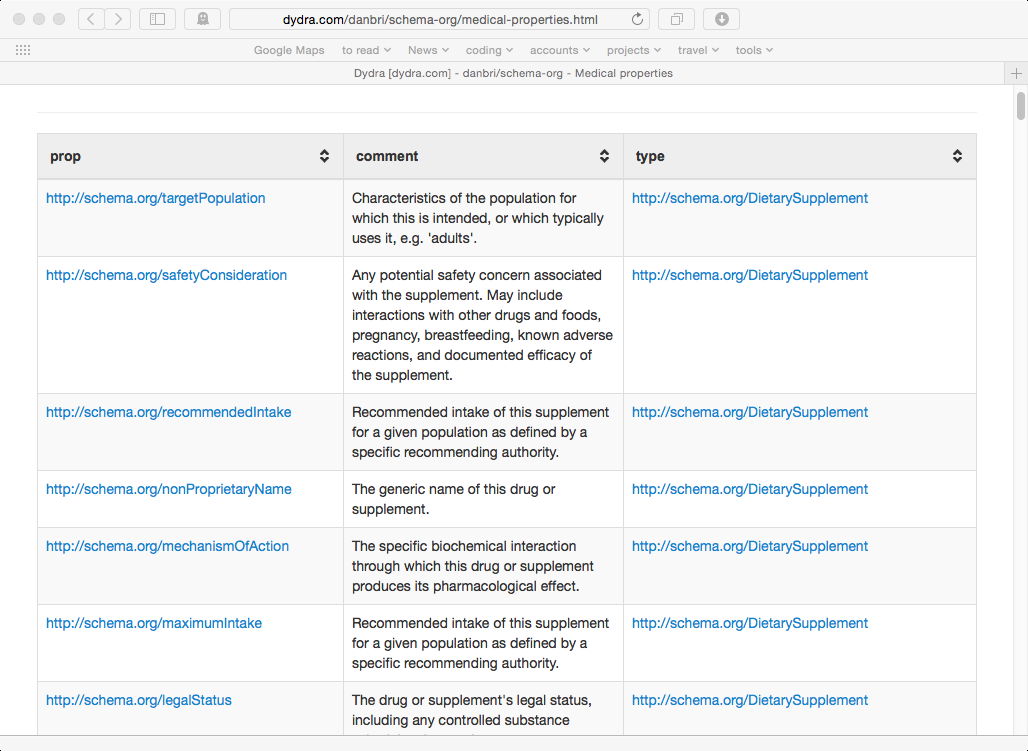 dydra.com/danbri/schema-org/medical-properties.html
Google Maps to read News coding accounts projects travel tools
Dydra [dydra.com] - danbri/schema-org - Medical properties
prop comment type
http://schema.org/targetPopulation
Characteristics of the population for
which this is intended, or which typically
uses it, e.g. 'adults'.
http://schema.org/DietarySupplement
http://schema.org/safetyConsideration
Any potential safety concern associated
with the supplement. May include
interactions with other drugs and foods,
pregnancy, breastfeeding, known adverse
reactions, and documented efficacy of
the supplement.
http://schema.org/DietarySupplement
http://schema.org/recommendedIntake
Recommended intake of this supplement
for a given population as defined by a
specific recommending authority.
http://schema.org/DietarySupplement
http://schema.org/nonProprietaryName
The generic name of this drug or
supplement.
http://schema.org/DietarySupplement
http://schema.org/mechanismOfAction
The specific biochemical interaction
through which this drug or supplement
produces its pharmacological effect.
http://schema.org/DietarySupplement
http://schema.org/maximumIntake
Recommended intake of this supplement
for a given population as defined by a
specific recommending authority.
http://schema.org/DietarySupplement
http://schema.org/legalStatus
The drug or supplement's legal status,
including any controlled substance
http://schema.org/DietarySupplement